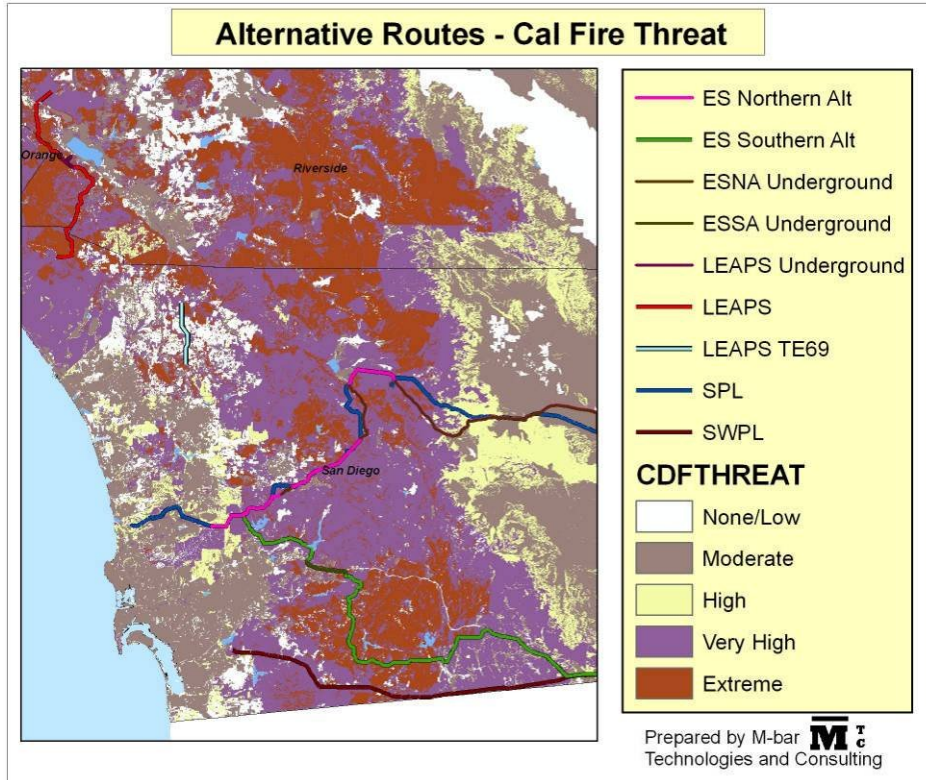 Alternative Routes - Cal Fire Threat
Orange
Riverside
San Diego
ES Northern Alt
ES Southern Alt
ESNA Underground
ESSA Underground
LEAPS Underground
LEAPS
LEAPS TE69
SPL
SWPL
CDFTHREAT
None/Low
Moderate
High
Very High
Extreme
Prepared by M-bar M T C
Technologies and Consulting